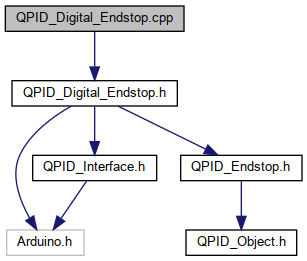 QPID_Digital_Endstop.cpp
QPID_Digital_Endstop.h
QPID_Interface.h
QPID_Endstop.h
Arduino.h
QPID_Object.h